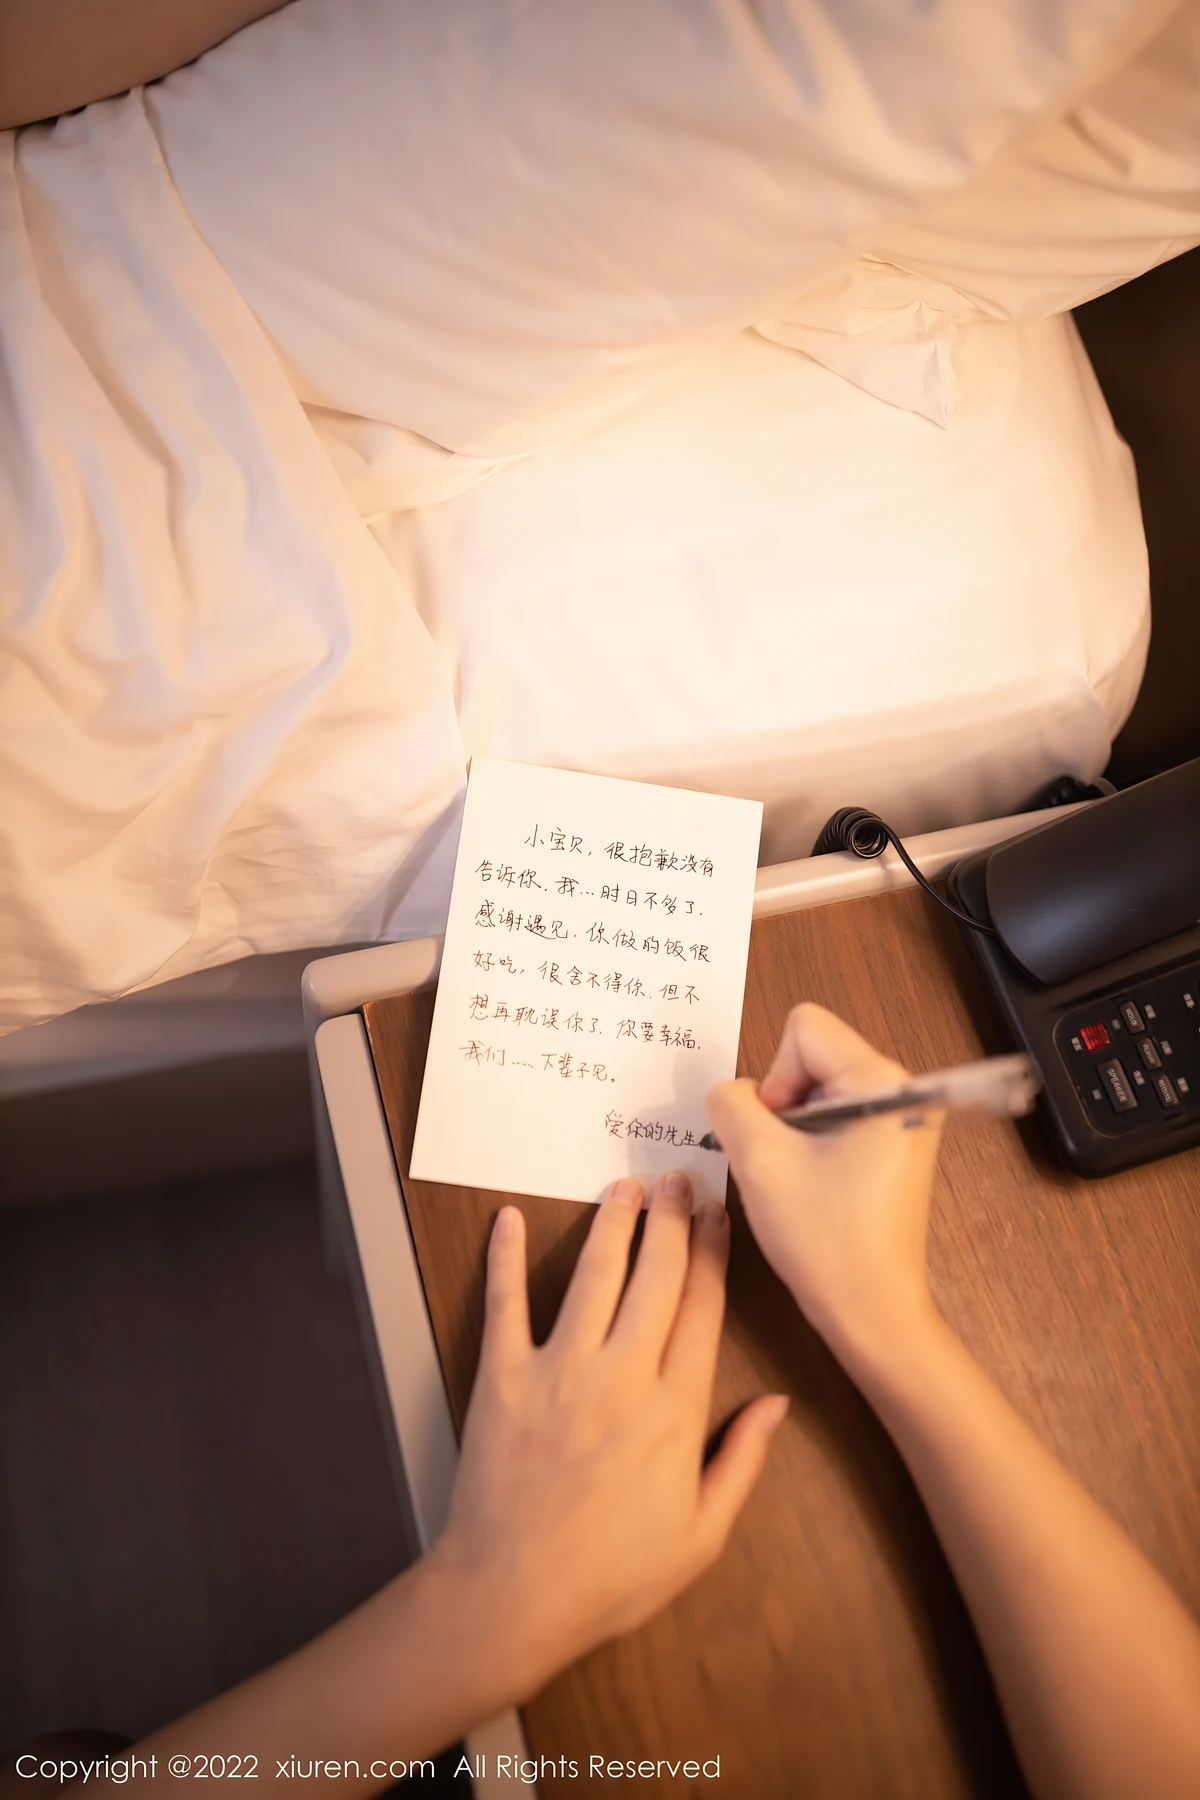 小宝贝，很抱歉没有
告诉你，我…时日不多了.
感谢遇见.你做的饭很
好吃，很舍不得你.但不
想再耽误你了.你要幸福.
我们……下辈子见。
爱你的先生
SPEAKER
Copyright @2022 xiuren.com All Rights Reserved